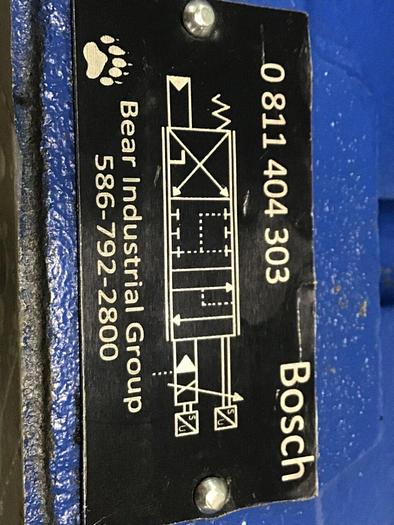 Bosch
0 811 404 303
S/U
S/U
Bear Industrial Group
586-792-2800